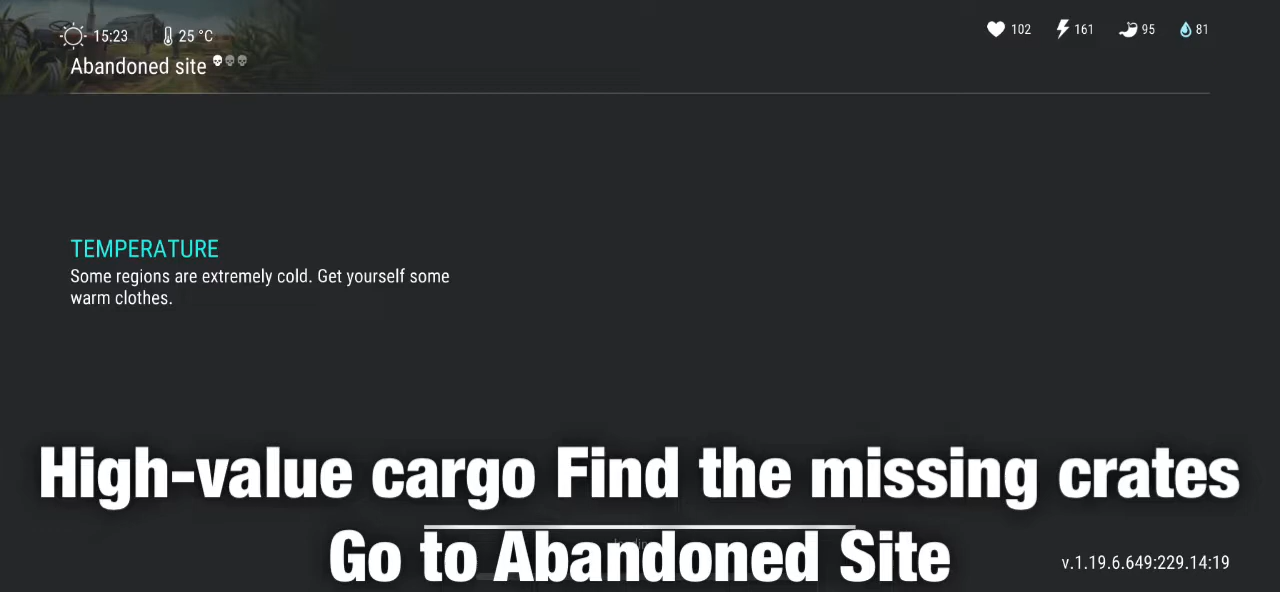 15:23 25 °C
102 161 95 81
Abandoned site
TEMPERATURE
Some regions are extremely cold. Get yourself some
warm clothes.
High-value cargo Find the missing crates
Go to Abandoned Site
v.1.19.6.649:229.14:19